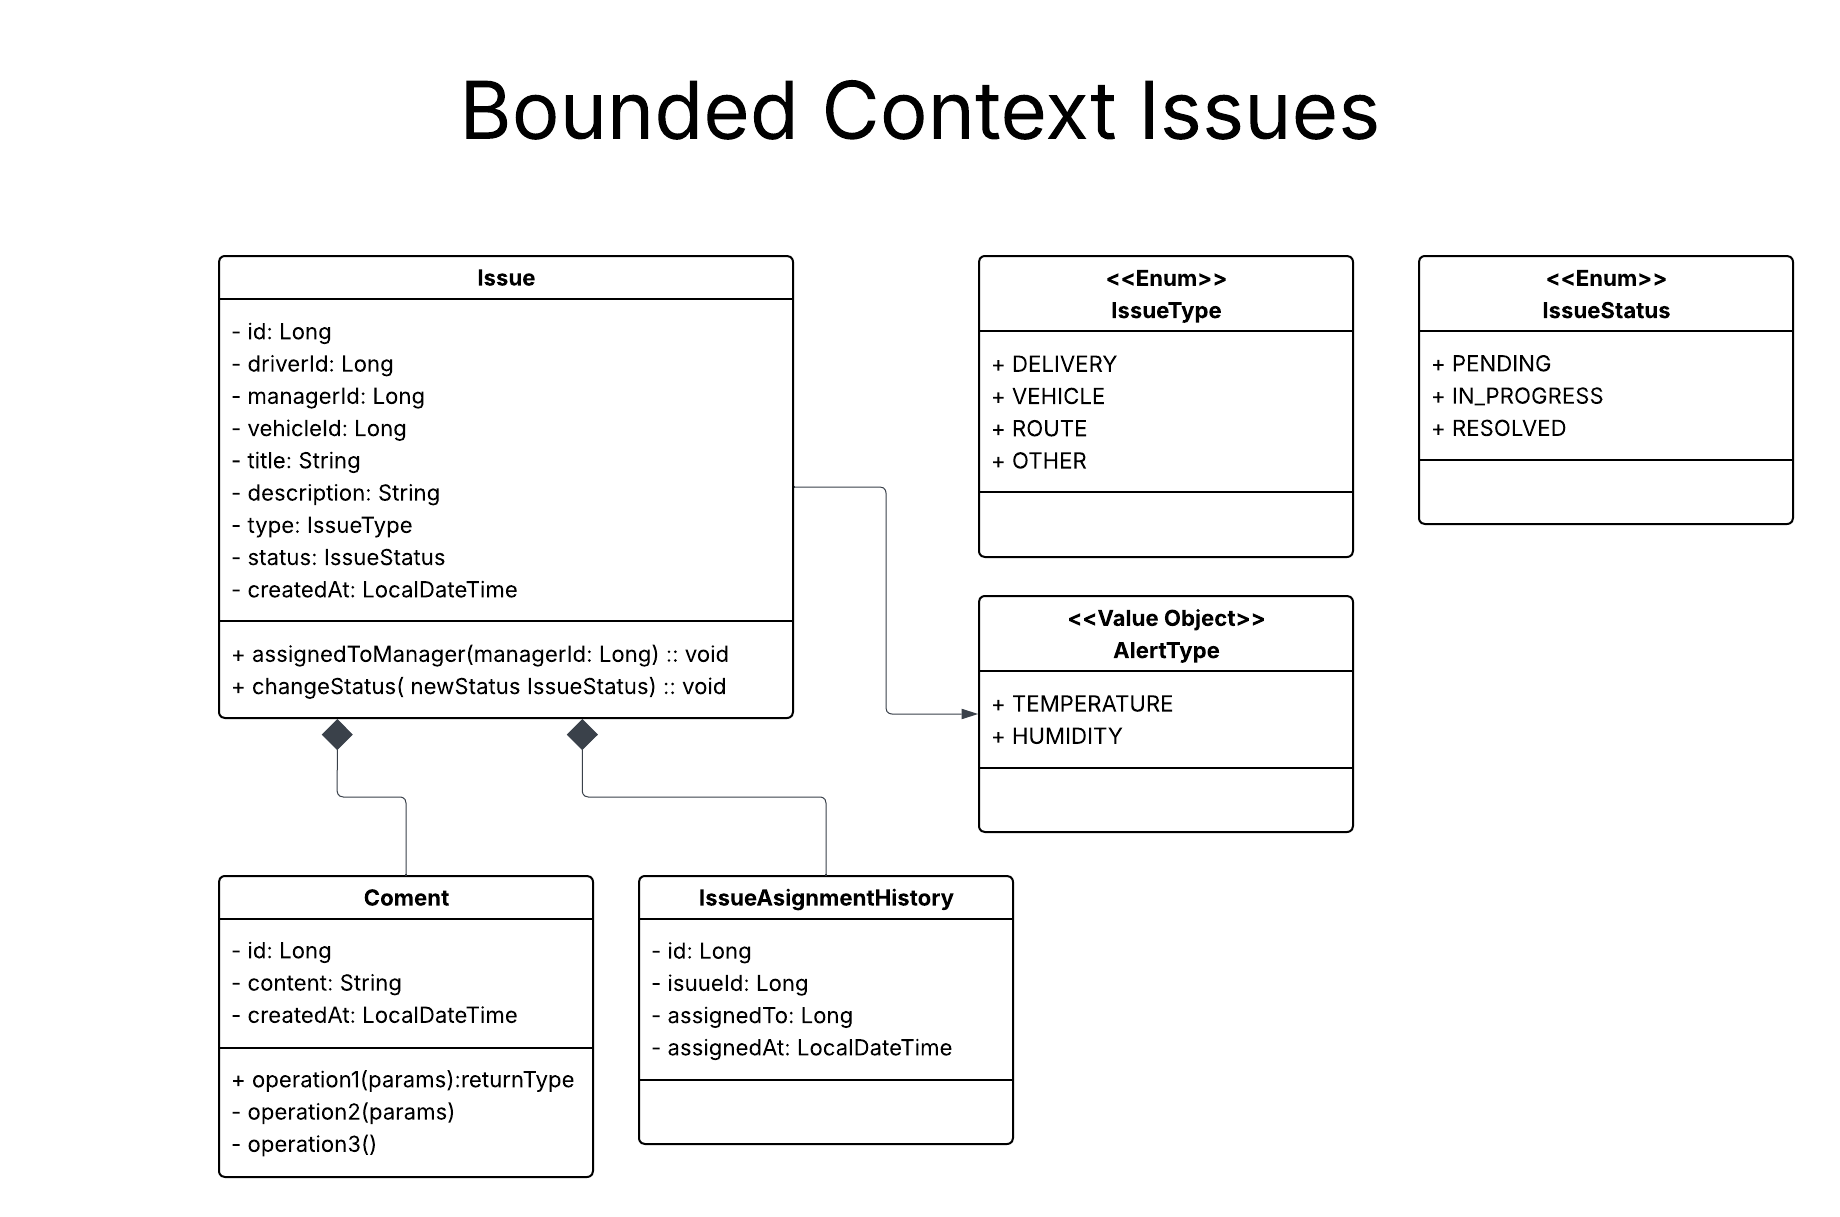 Bounded Context Issues
Issue
- id: Long
- driverId: Long
- managerId: Long
- vehicleId: Long
- title: String
- description: String
- type: IssueType
- status: IssueStatus
- createdAt: LocalDateTime
+ assignedToManager(managerId: Long) :: void
+ changeStatus( newStatus IssueStatus) :: void
<<Enum>>
IssueType
+ DELIVERY
+ VEHICLE
+ ROUTE
+ OTHER
<<Enum>>
IssueStatus
+ PENDING
+ IN_PROGRESS
+ RESOLVED
<<Value Object>>
AlertType
+ TEMPERATURE
+ HUMIDITY
Coment
- id: Long
- content: String
- createdAt: LocalDateTime
+ operation1(params):returnType
- operation2(params)
- operation3()
IssueAsignmentHistory
- id: Long
- isuueId: Long
- assignedTo: Long
- assignedAt: LocalDateTime